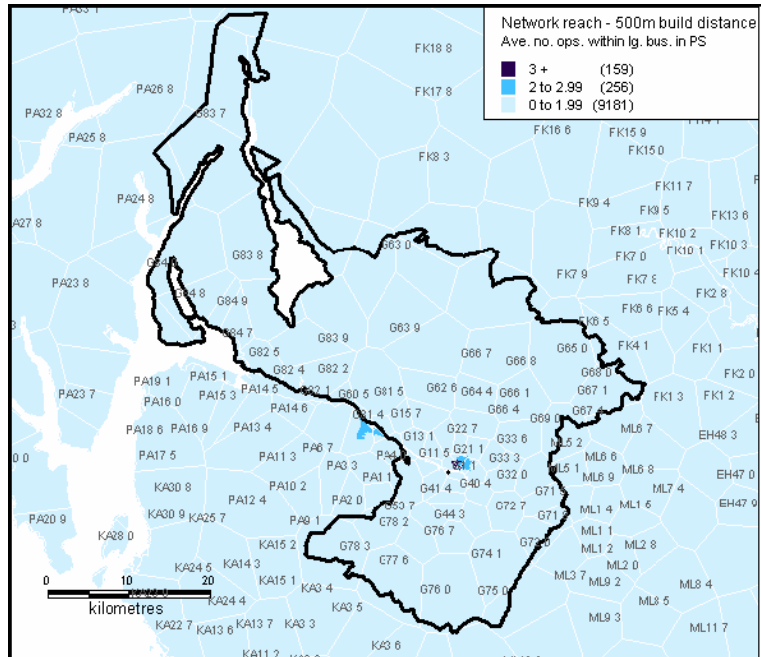 PA33 1
Network reach - 500m build distance
Ave. no. ops. within lg. bus. in PS
3 + (159)
2 to 2.99 (256)
0 to 1.99 (9181)
FK18 8
PA26 8
FK17 8
PA32 8
G83 7
PA25 8
FK16 6
FK15 9
FK15 0
FK8 3
FK11 7
PA24 8
FK9 4
FK9 5
FK13 6
FK8 1
FK10 2
G63 0
FK10 3
FK10 1
G83 8
FK7 0
FK7 9
FK7 8
FK10 4
PA23 8
G84 8
FK2 8
G84 9
FK6 6
FK5 4
FK6 5
G63 9
G84 7
G83 9
G82 5
G66 7
G65 0
FK4 1
FK1 1
G66 8
G82 4
G82 2
G68 0
FK2 0
PA19 1
PA15 1
PA23 7
PA16 0
PA15 3
PA14 5
G60 5
G81 5
G62 6
G64 4
G66 1
G67 1
FK1 3
FK1 2
PA14 6
G81 4
G15 7
G66 4
G69 0
PA18 6
PA16 9
PA13 4
G13 1
G22 7
G33 6
ML5 2
ML6 7
EH48 3
PA17 5
PA11 3
PA6 7
G11 5
G21 1
G33 3
ML6 6
PA3 3
ML5 1
ML6 8
EH47 0
KA30 8
PA10 2
PA1 1
G41 4
G40 4
G32 0
ML6 9
ML7 4
PA12 4
PA2 0
G72 7
ML1 4
ML1 5
EH47 9
KA30 9
KA25 7
G44 3
PA20 9
PA9 1
G78 2
G76 7
ML1 1
KA28 0
KA15 2
G78 3
G74 1
ML1 2
ML2 8
G77 6
KA24 5
KA14 3
ML2 0
KA15 1
KA3 4
G76 0
G75 0
ML3 7
ML9 2
ML8 4
0 10 20
kilometres
KA24 4
KA3 5
ML8 5
KA22 7
KA13 6
KA13 7
KA3 3
ML9 3
ML11 7
KA3 6
KA11 2